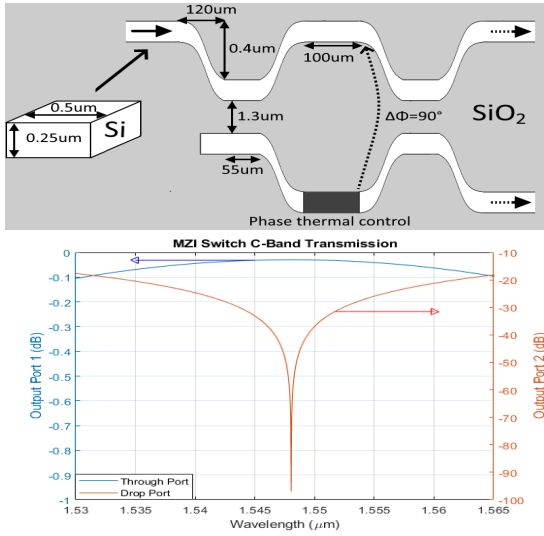 120um
0.4um
100um
0.5um
Si
0.25um
1.3um
ΔΦ=90°
SiO₂
55um
Phase thermal control
MZI Switch C-Band Transmission
Output Port 1 (dB)
0
-0.1
-0.2
-0.3
-0.4
-0.5
-0.6
-0.7
-0.8
-0.9
-1
-10
-20
-30
-40
-50
-60
-70
-80
-90
-100
Output Port 2 (dB)
Through Port
Drop Port
1.53 1.535 1.54 1.545 1.55 1.555 1.56 1.565
Wavelength (μm)